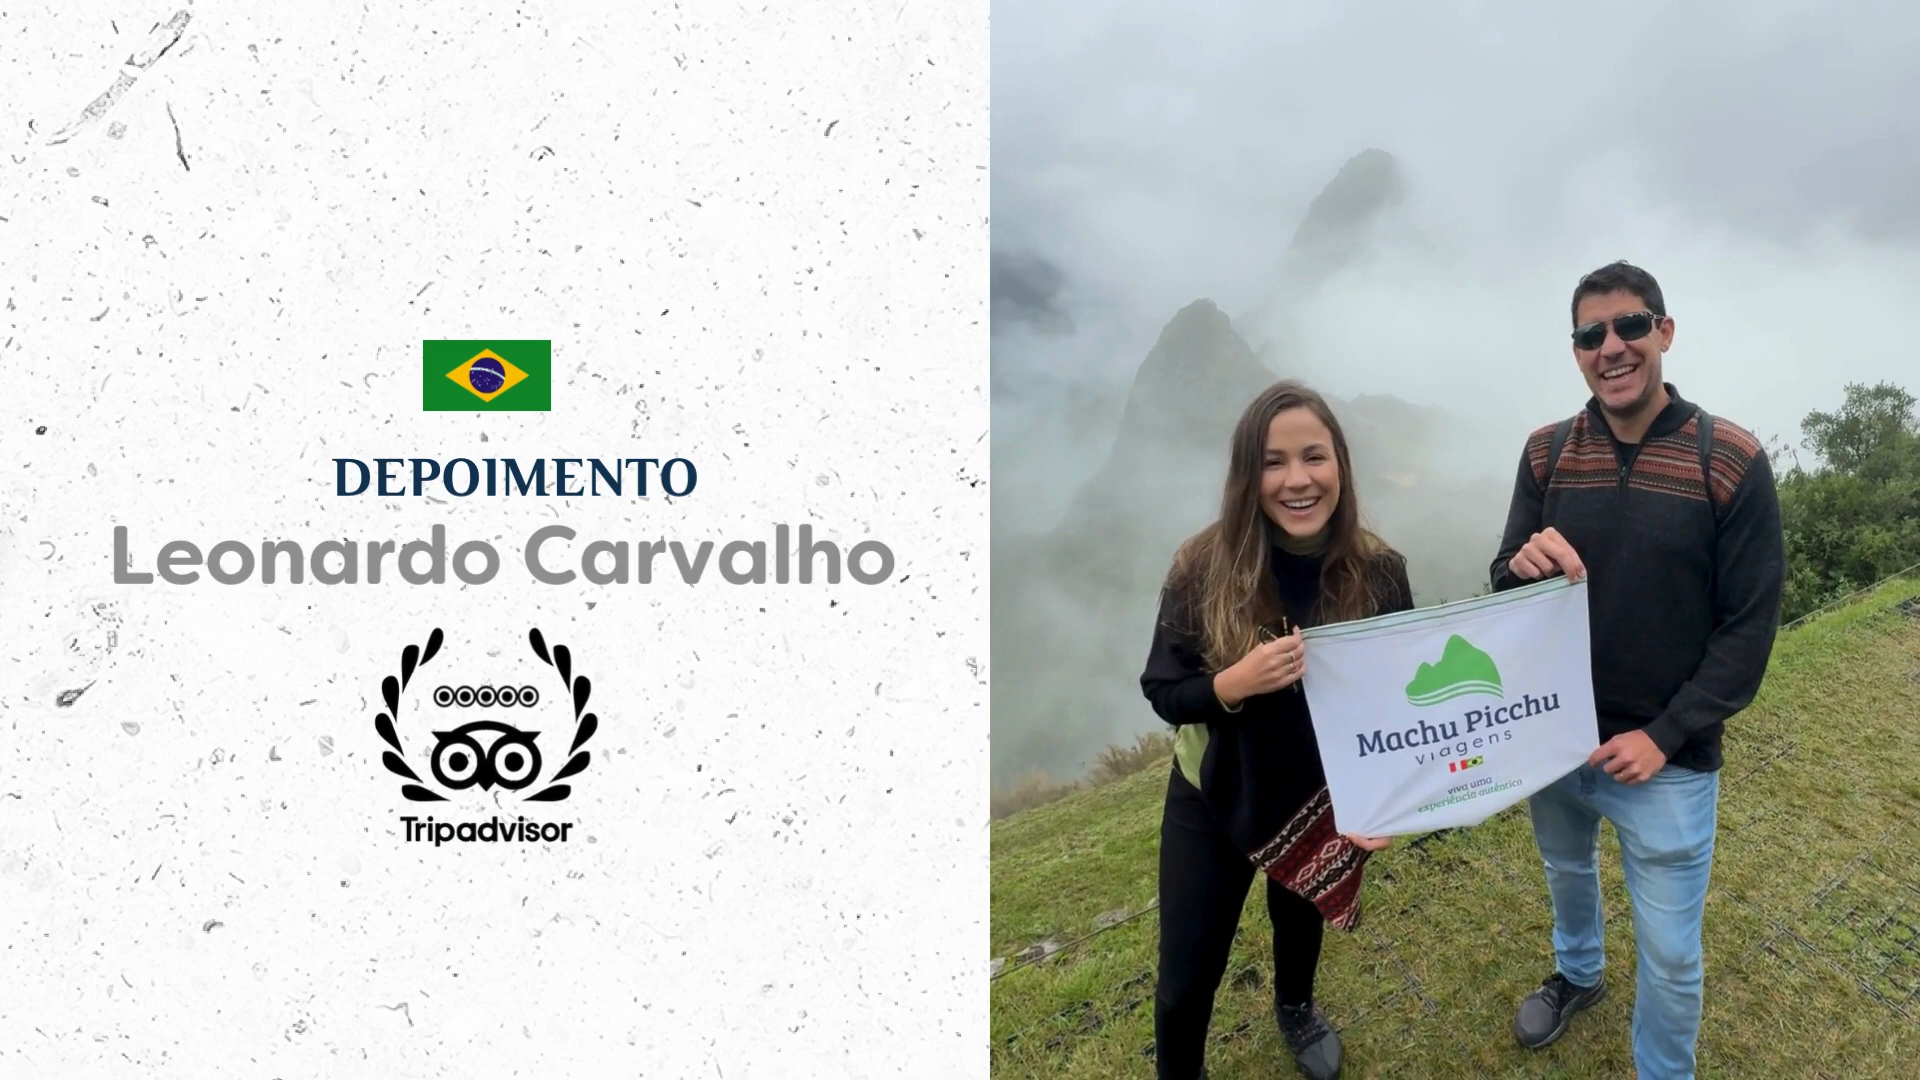 DEPOIMENTO
Leonardo Carvalho
Tripadvisor
Machu Picchu
viagens
viva uma
experiência autêntica